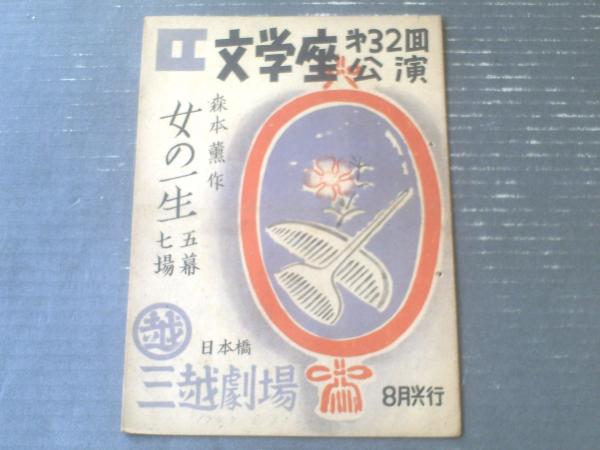 文学座 第32回
公演
森本薫作
女の一生
五幕
七場
越
日本橋
三越劇場
8月興行